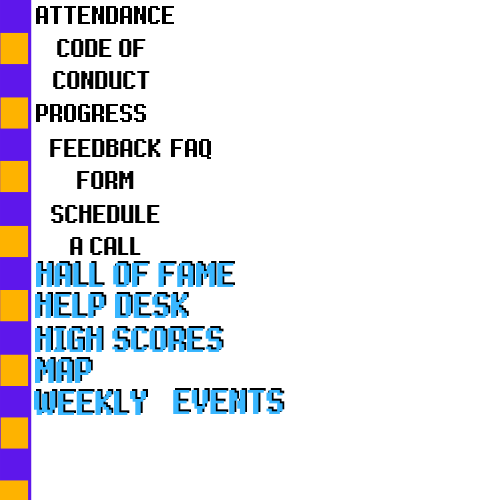 ATTENDANCE
CODE OF
CONDUCT
PROGRESS
FEEDBACK FAQ
FORM
SCHEDULE
A CALL
HALL OF FAME
HELP DESK
HIGH SCORES
MAP
WEEKLY EVENTS